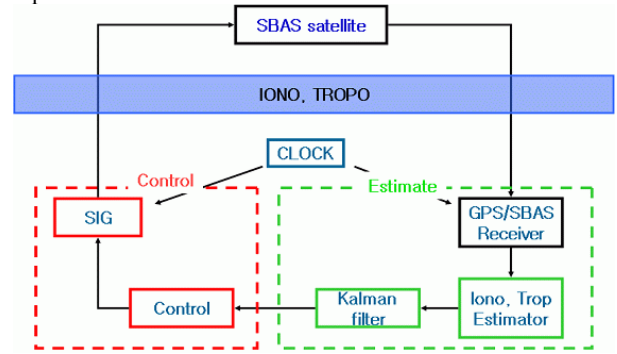 SBAS satellite
IONO, TROPO
CLOCK
Control
Estimate
SIG
GPS/SBAS
Receiver
Control
Kalman
filter
Iono, Trop
Estimator